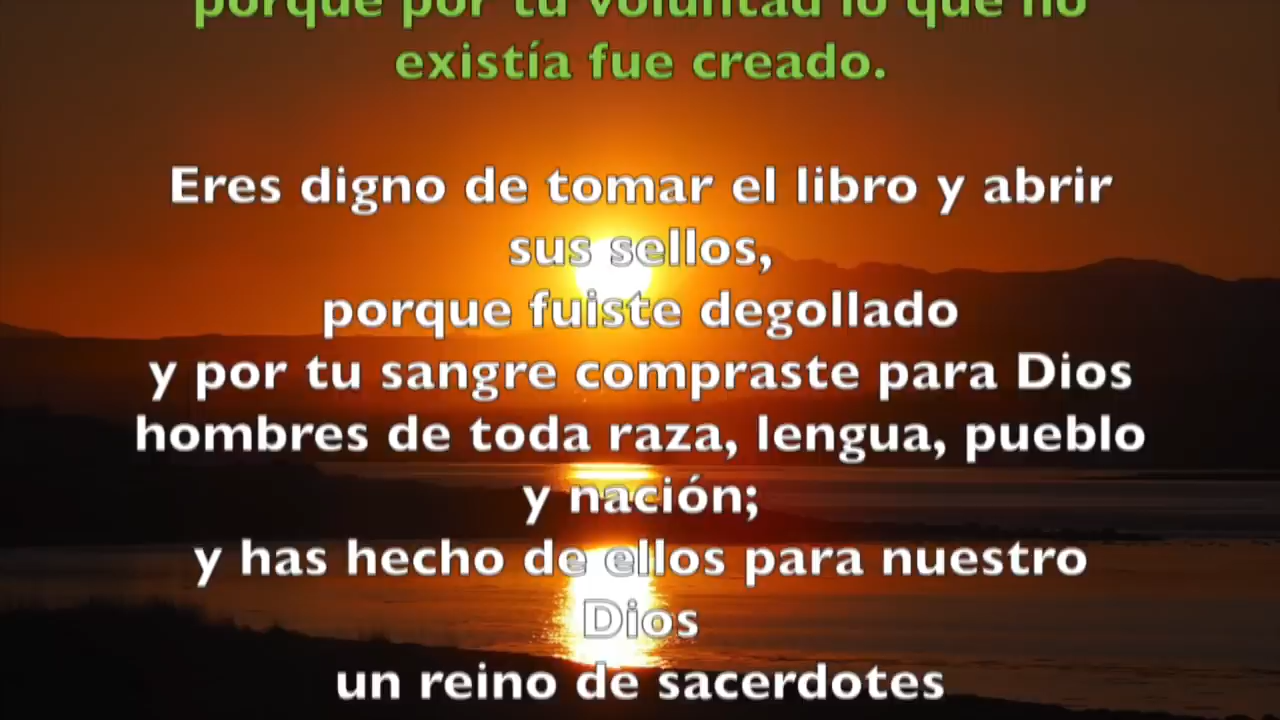 porque por tu voluntad lo que no
existía fue creado.
Eres digno de tomar el libro y abrir
sus sellos,
porque fuiste degollado
y por tu sangre compraste para Dios
hombres de toda raza, lengua, pueblo
y nación;
y has hecho de ellos para nuestro
Dios
un reino de sacerdotes